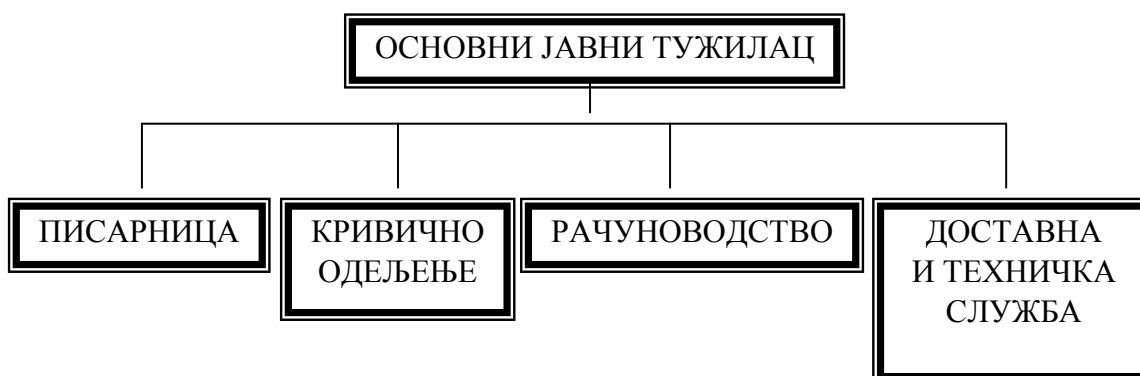 ОСНОВНИ ЈАВНИ ТУЖИЛАЦ
ПИСАРНИЦА
КРИВИЧНО
ОДЕЉЕЊЕ
РАЧУНОВОДСТВО
ДОСТАВНА
И ТЕХНИЧКА
СЛУЖБА